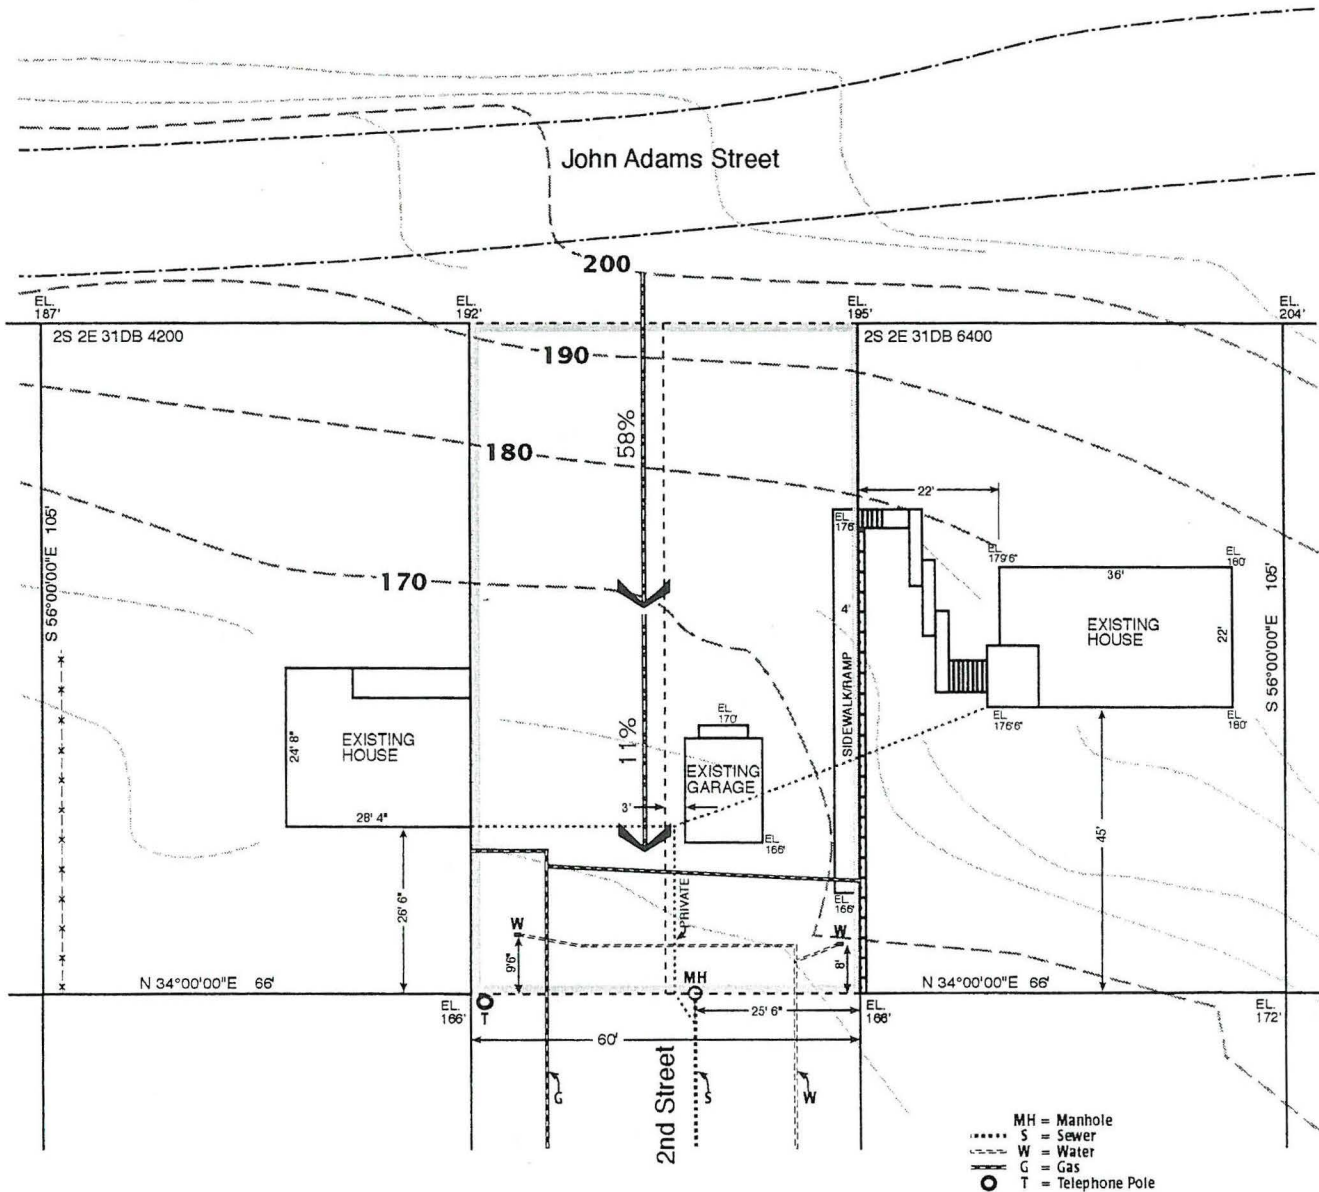 John Adams Street
200
EL.
187'
EL.
192'
EL.
195'
EL.
204'
2S 2E 31DB 4200
2S 2E 31DB 6400
190
58%
180
22'
EL
176'
S 56°00'00"E 105'
170
EL
179'6"
EL
180'
36'
4'
S 56°00'00"E 105'
EXISTING
HOUSE
22'
SIDEWALK/RAMP
EL
170'
EL
176'6"
EL
180'
24' 8"
EXISTING
HOUSE
11%
EXISTING
GARAGE
3'
28' 4"
EL
166'
45'
26' 6"
PRIVATE
EL
166'
W
W
9'6"
8'
N 34°00'00"E 66'
MH
N 34°00'00"E 66'
EL.
166'
T
25' 6"
EL.
166'
EL.
172'
60'
2nd Street
G
S
W
MH = Manhole
S = Sewer
W = Water
G = Gas
T = Telephone Pole